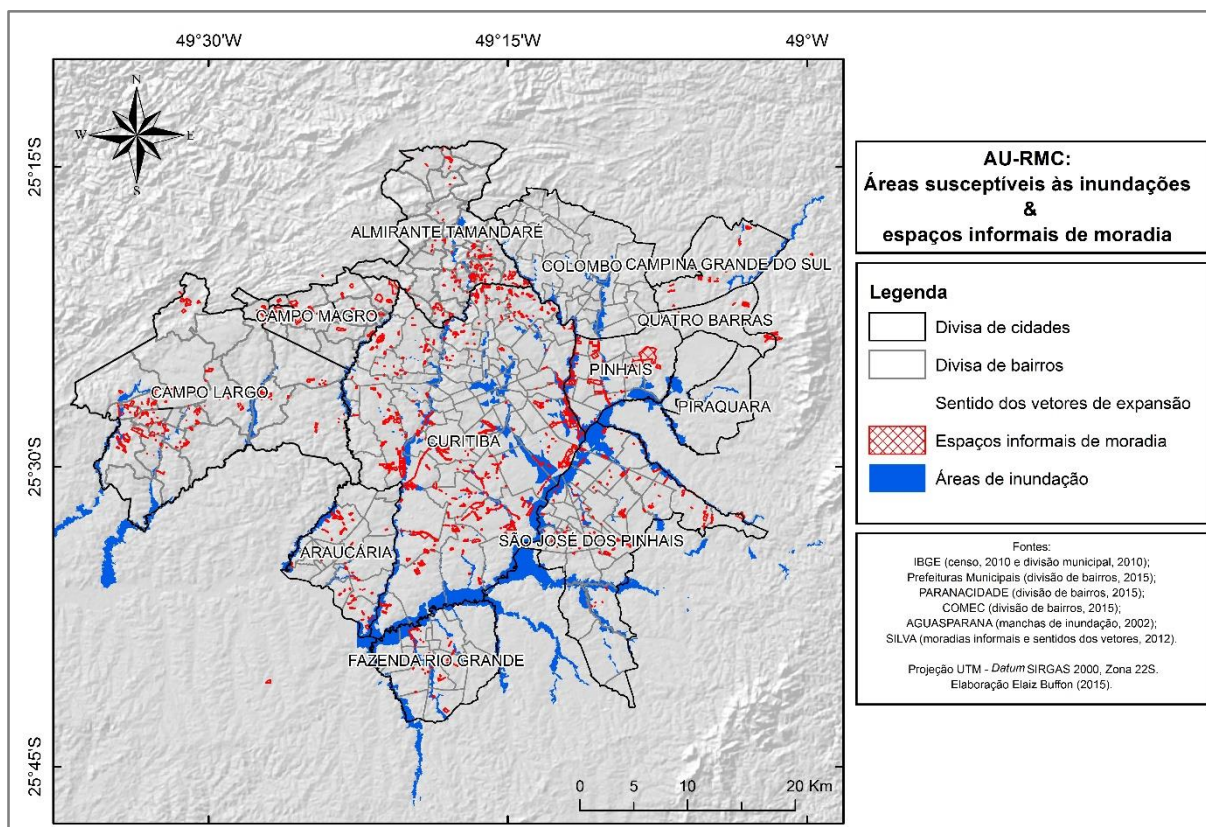 49°30'W
49°15'W
49°W
N
W
E
S
25°15'S
25°30'S
25°45'S
ALMIRANTE TAMANDARÉ
COLOMBO
CAMPINA GRANDE DO SUL
CAMPO MAGRO
QUATRO BARRAS
PINHAIS
CAMPO LARGO
PIRAQUARA
CURITIBA
SÃO JOSÉ DOS PINHAIS
ARAUCÁRIA
FAZENDA RIO GRANDE
0 5 10 20 Km
AU-RMC:
Áreas susceptíveis às inundações
&
espaços informais de moradia
Legenda
Divisa de cidades
Divisa de bairros
Sentido dos vetores de expansão
Espaços informais de moradia
Áreas de inundação
Fontes:
IBGE (censo, 2010 e divisão municipal, 2010);
Prefeituras Municipais (divisão de bairros, 2015);
PARANACIDADE (divisão de bairros, 2015);
COMEC (divisão de bairros, 2015);
AGUASPARANA (manchas de inundação, 2002);
SILVA (moradias informais e sentidos dos vetores, 2012).
Projeção UTM - Datum SIRGAS 2000, Zona 22S.
Elaboração Elaiz Buffon (2015).